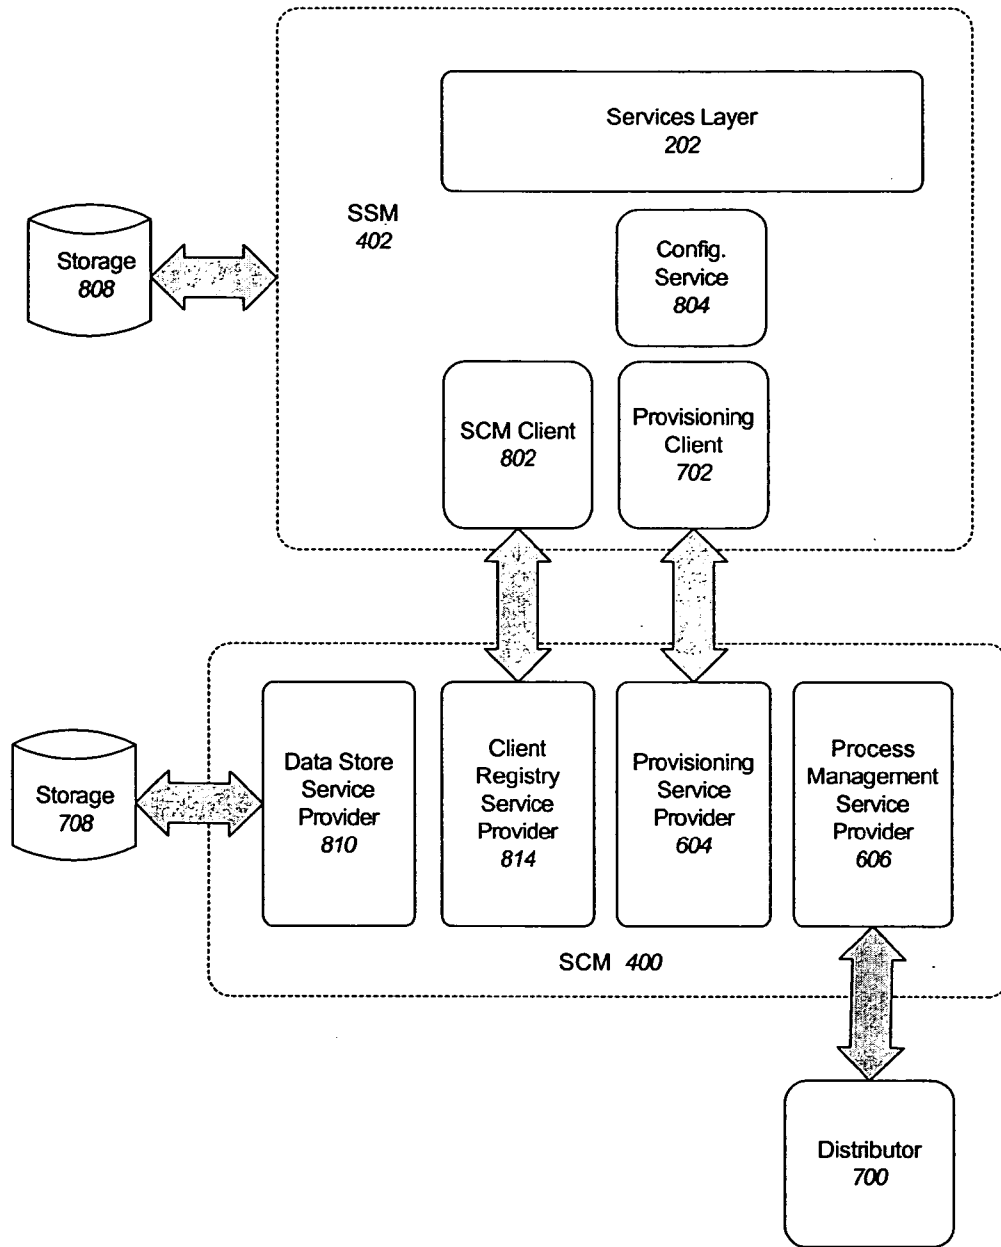 Services Layer
202
SSM
402
Storage
808
Config.
Service
804
SCM Client
802
Provisioning
Client
702
Data Store
Service
Provider
810
Client
Registry
Service
Provider
814
Provisioning
Service
Provider
604
Process
Management
Service
Provider
606
Storage
708
SCM 400
Distributor
700